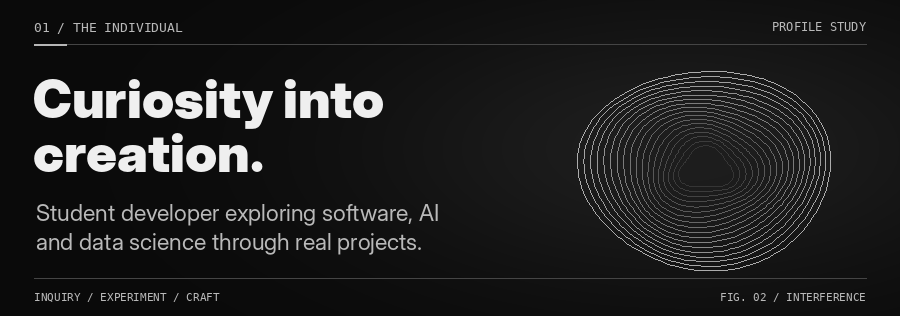 01 / THE INDIVIDUAL
PROFILE STUDY
Curiosity into
creation.
Student developer exploring software, AI
and data science through real projects.
INQUIRY / EXPERIMENT / CRAFT
FIG. 02 / INTERFERENCE